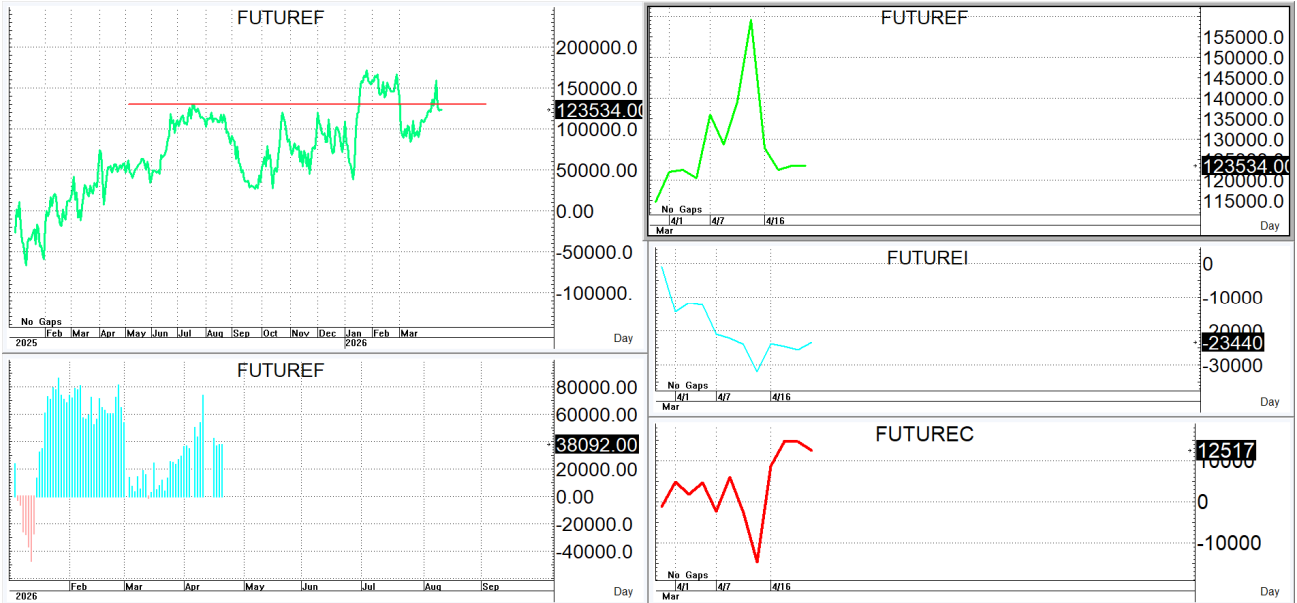 FUTUREF
200000.0
150000.0
123534.00
100000.0
50000.00
0.00
-50000.0
-100000.
No Gaps
Feb Mar Apr May Jun Jul Aug Sep Oct Nov Dec Jan Feb Mar
2025 2026
Day
FUTUREF
80000.00
60000.00
38092.00
20000.00
0.00
-20000.0
-40000.0
Feb Mar Apr May Jun Jul Aug Sep
2026
Day
FUTUREF
155000.0
150000.0
145000.0
140000.0
135000.0
130000.0
123534.00
120000.0
115000.0
No Gaps
4/1 4/7 4/16
Mar
Day
FUTUREI
0
-10000
-20000
-23440
-30000
No Gaps
4/1 4/7 4/16
Mar
Day
FUTUREC
12517
10000
0
-10000
No Gaps
4/1 4/7 4/16
Mar
Day